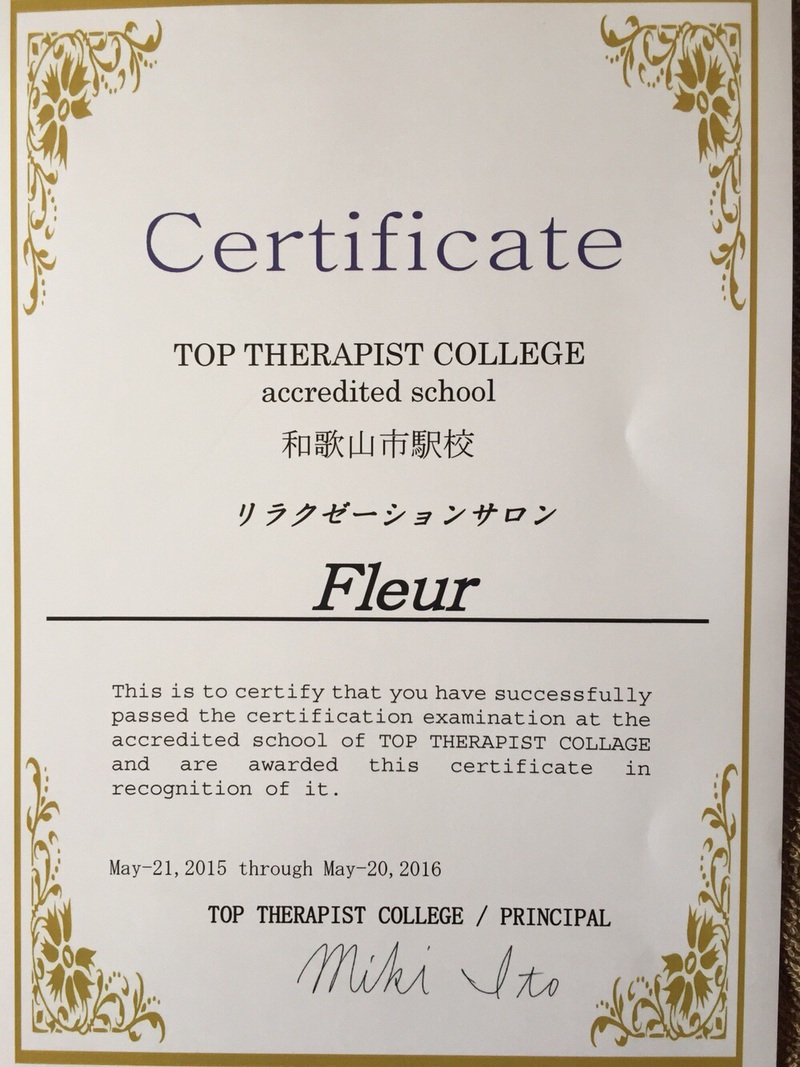 Certificate
TOP THERAPIST COLLEGE
accredited school
和歌山市駅校
リラクゼーションサロン
Fleur
This is to certify that you have successfully
passed the certification examination at the
accredited school of TOP THERAPIST COLLAGE
and are awarded this certificate in
recognition of it.
May-21, 2015 through May-20, 2016
TOP THERAPIST COLLEGE / PRINCIPAL
Miki Ito